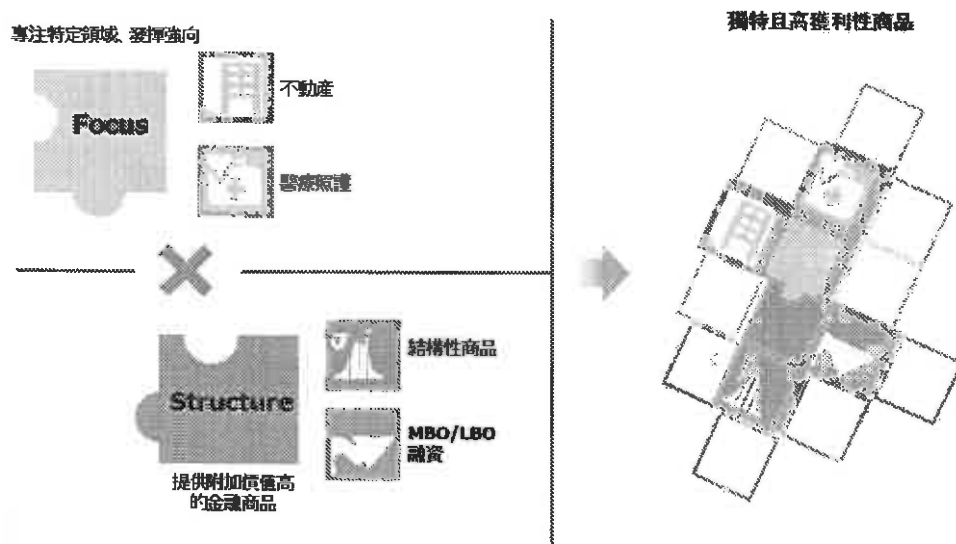 專注特定領域、發揮強向
Focus
不動產
醫療照護
Structure
結構性商品
MBO/LBO
融資
提供附加價值高
的金融商品
獨特且高獲利性商品